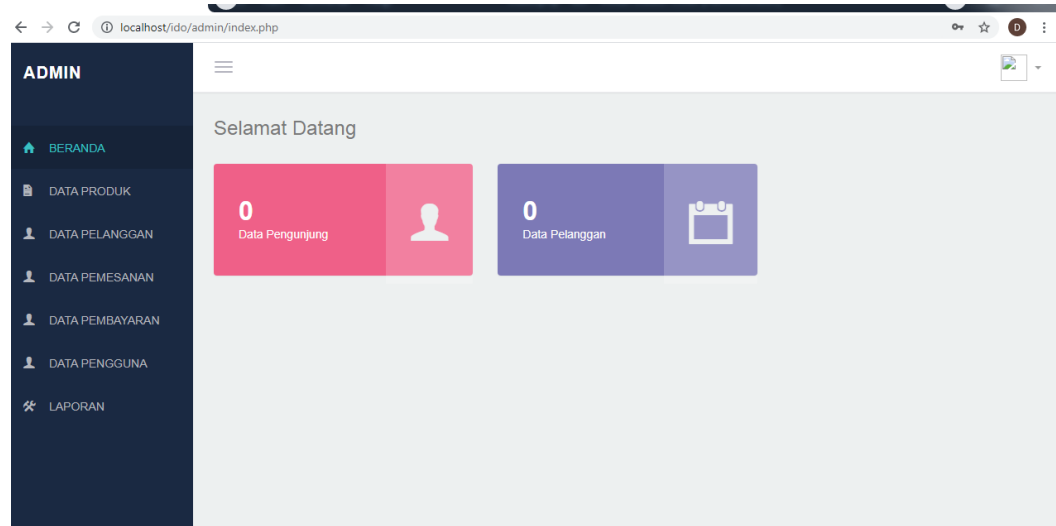 localhost/ido/admin/index.php
D
ADMIN
BERANDA
DATA PRODUK
DATA PELANGGAN
DATA PEMESANAN
DATA PEMBAYARAN
DATA PENGGUNA
LAPORAN
Selamat Datang
0
Data Pengunjung
0
Data Pelanggan